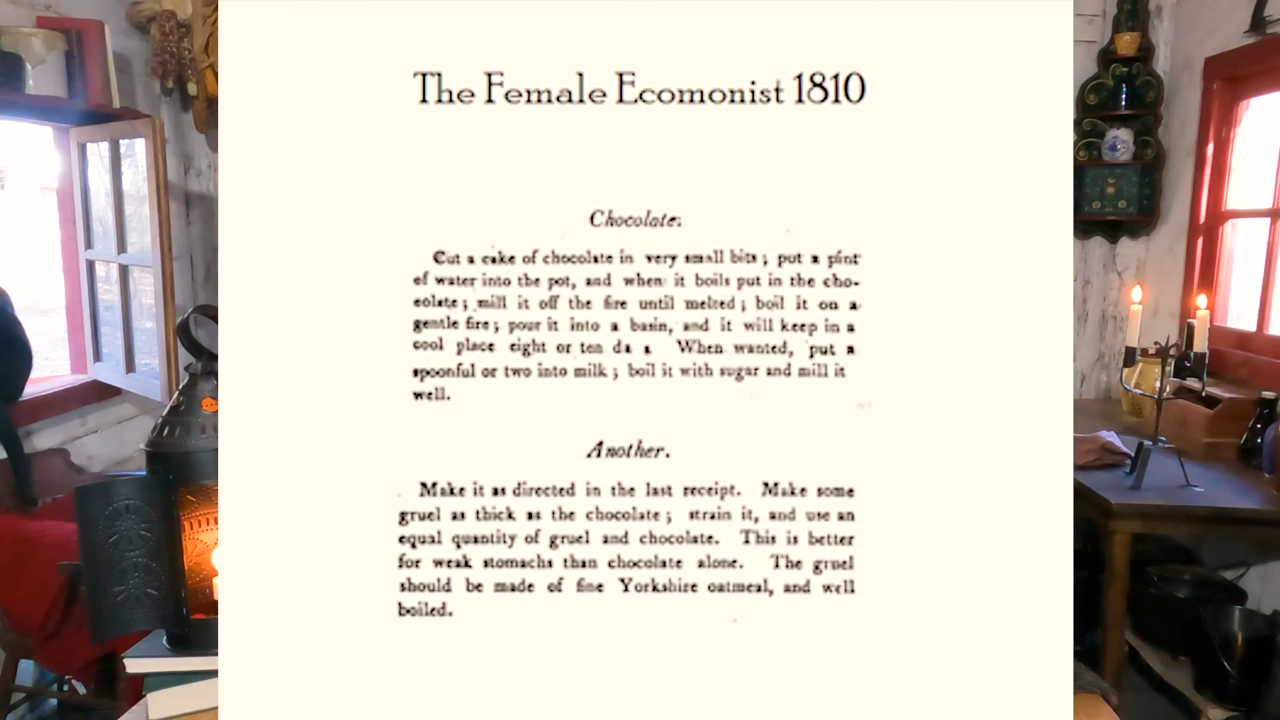 The Female Ecomonist 1810
Chocolate.
Cut a cake of chocolate in very small bits; put a pint
of water into the pot, and when it boils put in the cho-
colate; mill it off the fire until melted; boil it on a
gentle fire; pour it into a basin, and it will keep in a
cool place eight or ten When wanted, put a
spoonful or two into milk; boil it with sugar and mill it
well.
Another.
Make it as directed in the last receipt. Make some
gruel as thick as the chocolate; strain it, and use an
equal quantity of gruel and chocolate. This is better
for weak stomachs than chocolate alone. The gruel
should be made of fine Yorkshire oatmeal, and well
boiled.